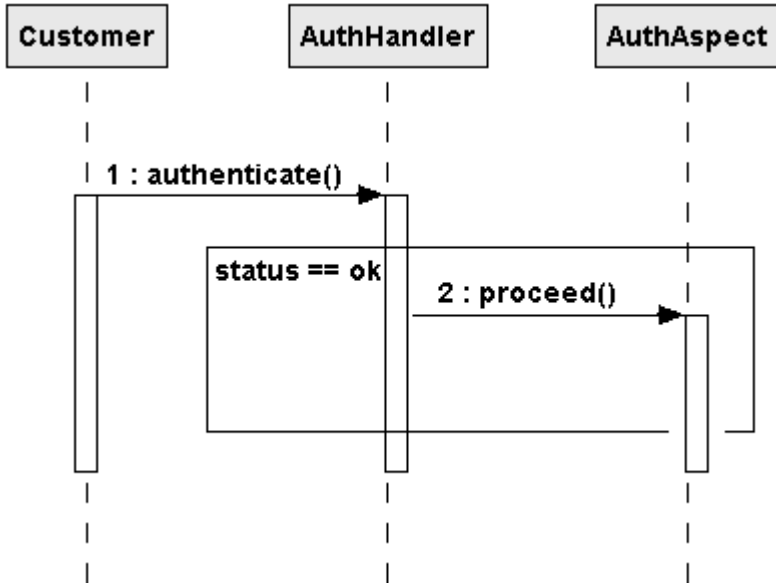 Customer
AuthHandler
AuthAspect
1 : authenticate()
status == ok
2 : proceed()